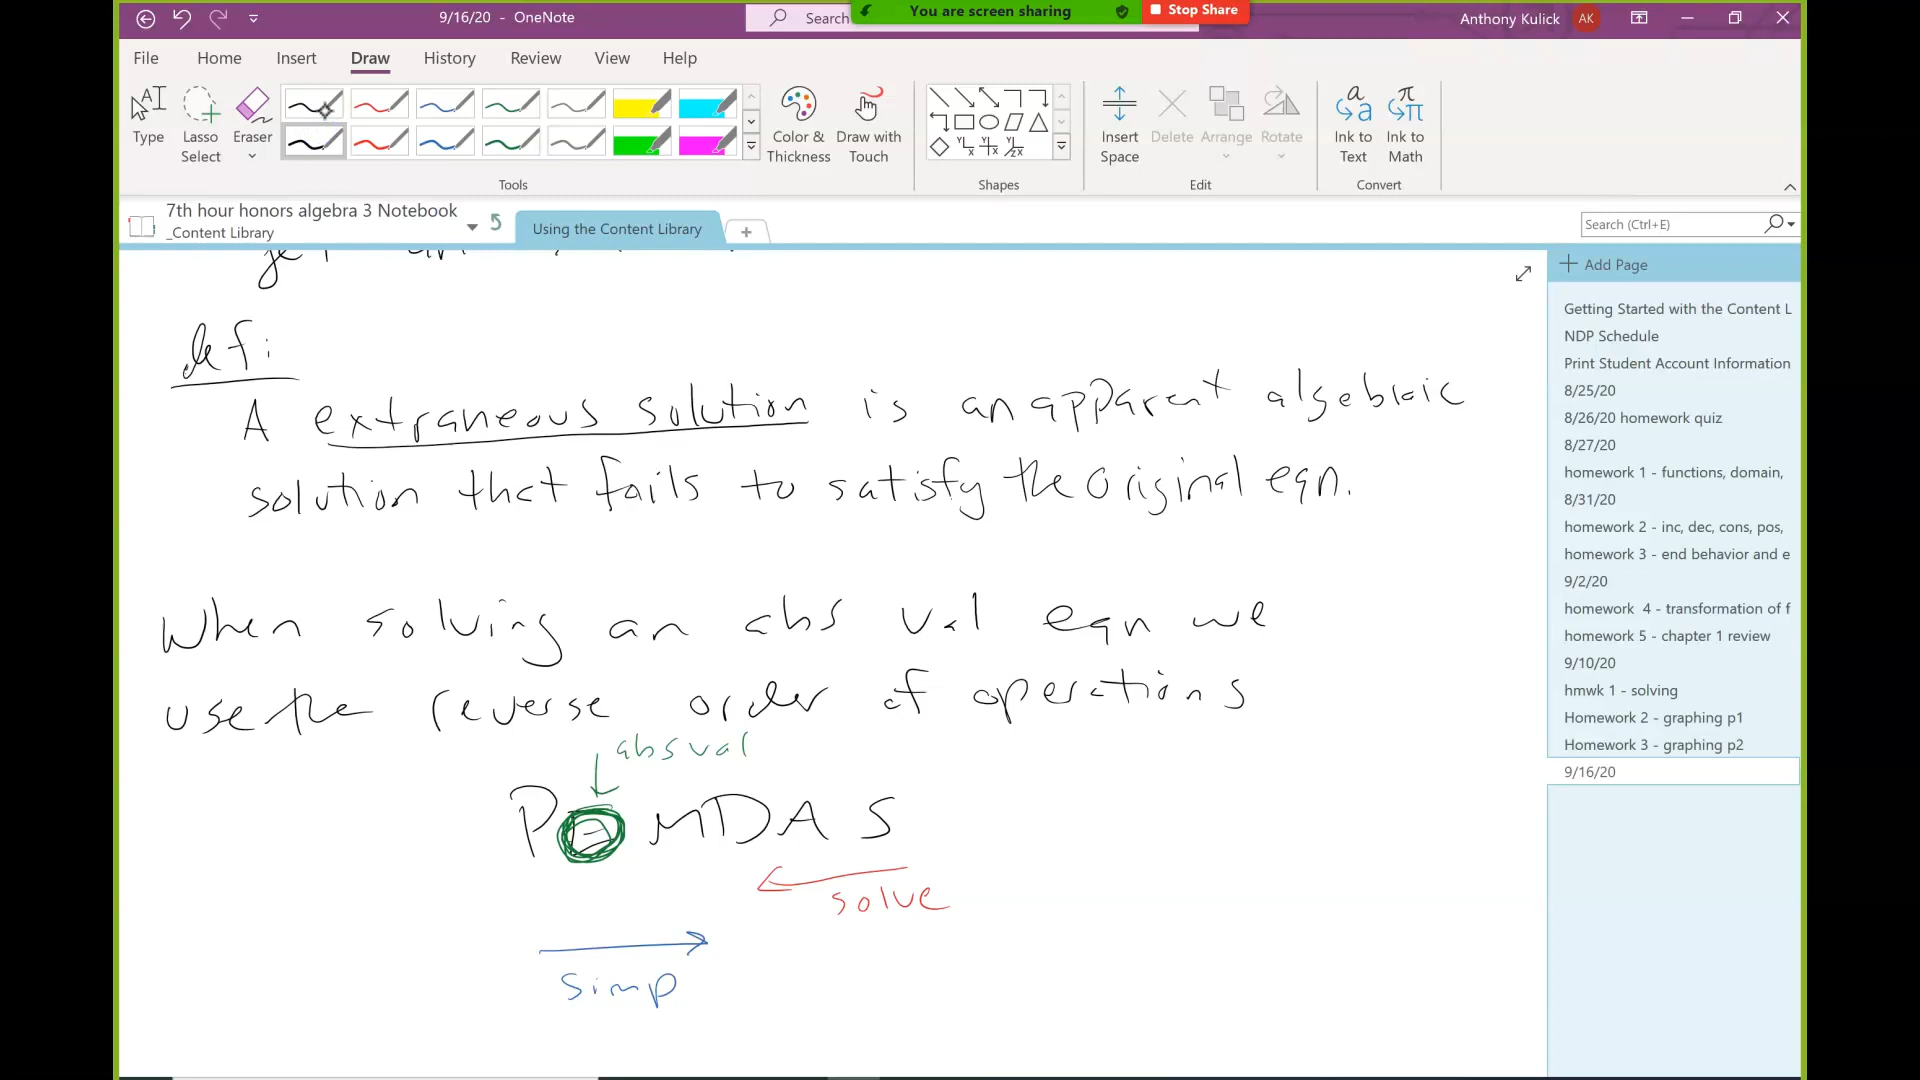 9/16/20 - OneNote
Search
You are screen sharing
Stop Share
Anthony Kulick
AK
File Home Insert Draw History Review View Help
Type
Lasso Select
Eraser
Color & Thickness
Draw with Touch
Insert Space
Delete
Arrange
Rotate
Ink to Text
Ink to Math
Tools
Shapes
Edit
Convert
7th hour honors algebra 3 Notebook
_Content Library
Using the Content Library
Search (Ctrl+E)
Add Page
Getting Started with the Content L
NDP Schedule
Print Student Account Information
8/25/20
8/26/20 homework quiz
8/27/20
homework 1 - functions, domain,
8/31/20
homework 2 - inc, dec, cons, pos,
homework 3 - end behavior and e
9/2/20
homework 4 - transformation of f
homework 5 - chapter 1 review
9/10/20
hmwk 1 - solving
Homework 2 - graphing p1
Homework 3 - graphing p2
9/16/20
def:
A extraneous solution is an apparent algebraic
solution that fails to satisfy the original eqn.
When solving an abs val eqn we
use the reverse order of operations
abs val
PEMDAS
solve
simp